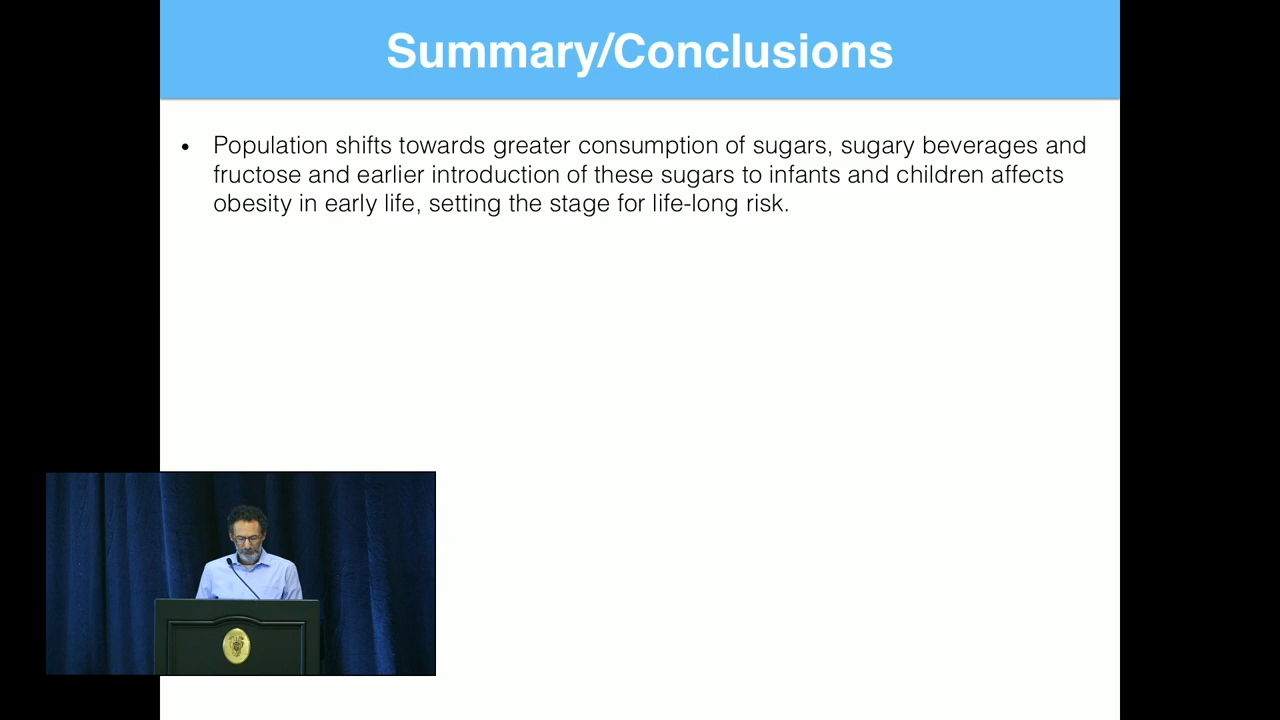 Summary/Conclusions
• Population shifts towards greater consumption of sugars, sugary beverages and
fructose and earlier introduction of these sugars to infants and children affects
obesity in early life, setting the stage for life-long risk.